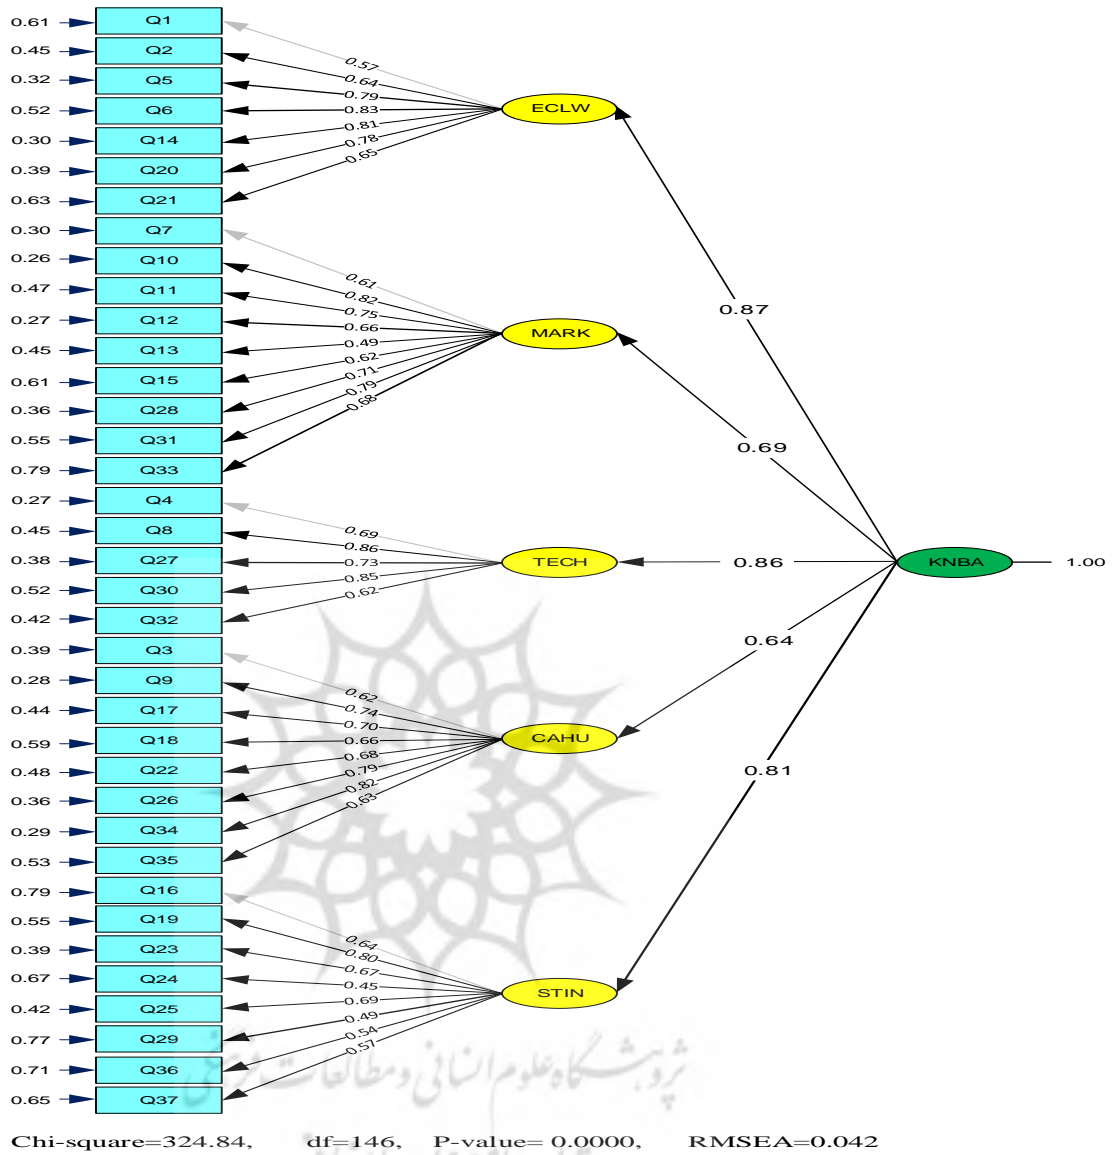 0.61 Q1
0.45 Q2
0.32 Q5
0.52 Q6
0.30 Q14
0.39 Q20
0.63 Q21
0.30 Q7
0.26 Q10
0.47 Q11
0.27 Q12
0.45 Q13
0.61 Q15
0.36 Q28
0.55 Q31
0.79 Q33
0.27 Q4
0.45 Q8
0.38 Q27
0.52 Q30
0.42 Q32
0.39 Q3
0.28 Q9
0.44 Q17
0.59 Q18
0.48 Q22
0.36 Q26
0.29 Q34
0.53 Q35
0.79 Q16
0.55 Q19
0.39 Q23
0.67 Q24
0.42 Q25
0.77 Q29
0.71 Q36
0.65 Q37
0.57
0.64
0.79
0.83
0.81
0.78
0.65
ECLW
0.61
0.82
0.75
0.66
0.49
0.62
0.71
0.79
0.68
MARK
0.69
0.86
0.73
0.85
0.62
TECH
0.62
0.74
0.70
0.66
0.68
0.79
0.82
0.63
CAHU
0.64
0.80
0.67
0.45
0.69
0.49
0.54
0.57
STIN
0.87
0.69
0.86
0.64
0.81
KNBA
1.00
پژوهشگاه علوم انسانی و مطالعات فرهنگی
Chi-square=324.84, df=146, P-value= 0.0000, RMSEA=0.042